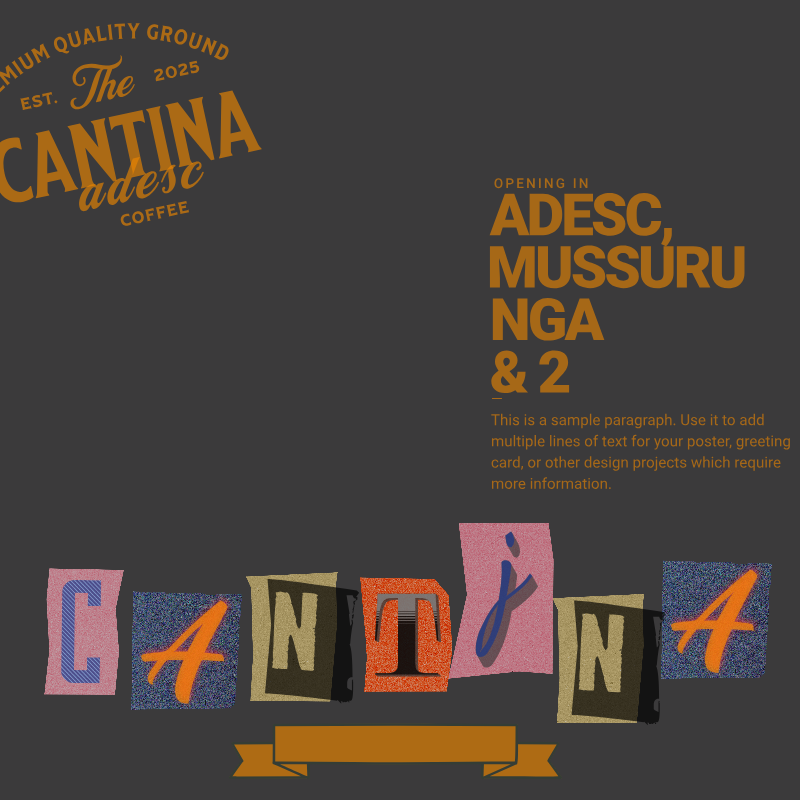 EMIUM QUALITY GROUND
EST. The 2025
CANTINA
adesc
COFFEE
OPENING IN
ADESC,
MUSSURU
NGA
& 2
This is a sample paragraph. Use it to add
multiple lines of text for your poster, greeting
card, or other design projects which require
more information.
CANTjNA